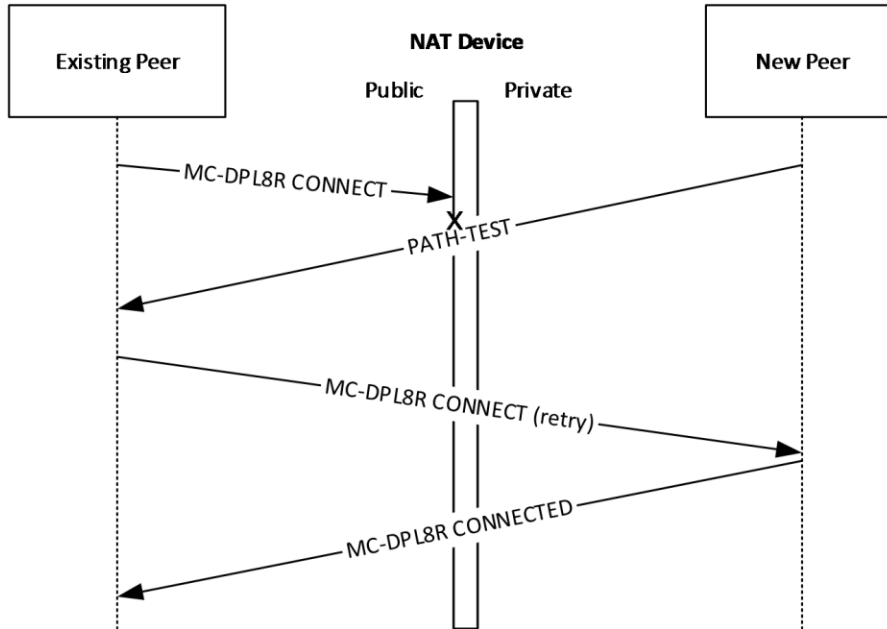 NAT Device
Existing Peer
New Peer
Public
Private
MC-DPL8R CONNECT
X
PATH-TEST
MC-DPL8R CONNECT (retry)
MC-DPL8R CONNECTED